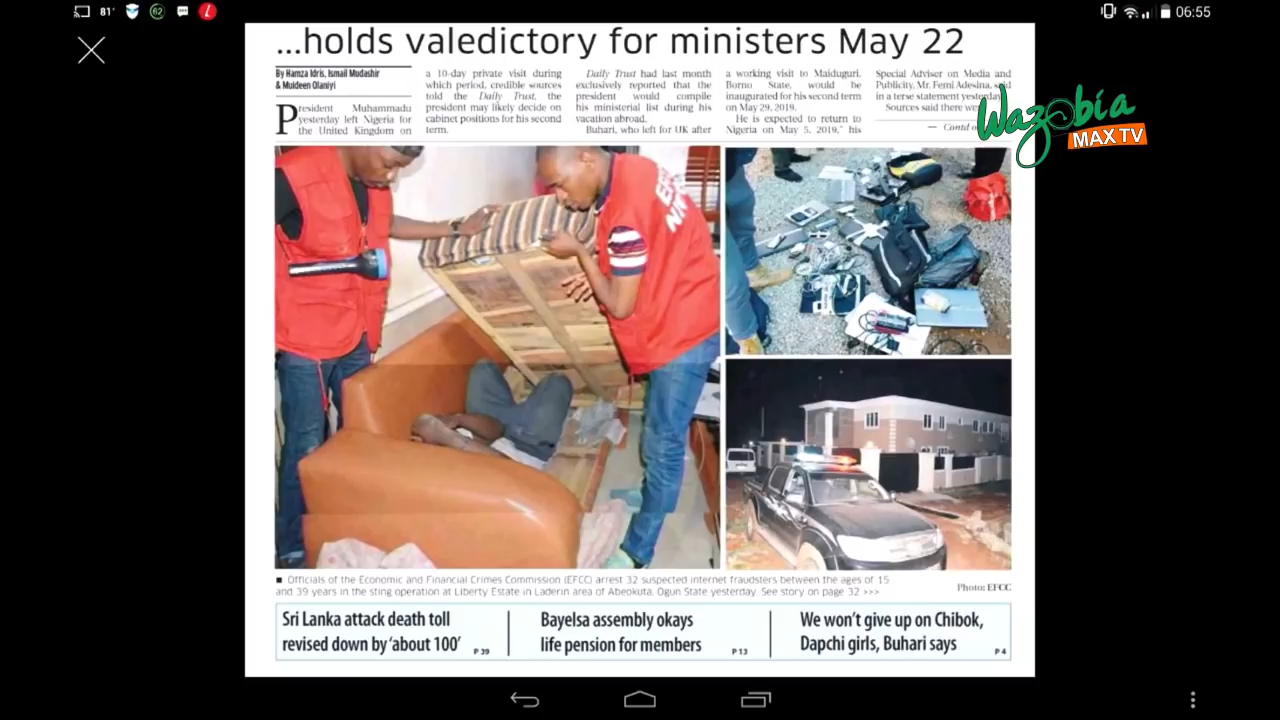 81°
62
06:55
...holds valedictory for ministers May 22
By Hamza Idris, Ismail Mudashir
& Muideen Olaniyi
President Muhammadu
yesterday left Nigeria for
the United Kingdom on
a 10-day private visit during
which period, credible sources
told the Daily Trust, the
president may likely decide on
cabinet positions for his second
term.
Daily Trust had last month
exclusively reported that the
president would compile
his ministerial list during his
vacation abroad.
Buhari, who left for UK after
a working visit to Maiduguri,
Borno State, would be
inaugurated for his second term
on May 29, 2019.
He is expected to return to
Nigeria on May 5, 2019," his
Special Adviser on Media and
Publicity, Mr. Femi Adesina, said
in a terse statement yesterday.
Sources said there
— Contd
Wazobia
MAX TV
■ Officials of the Economic and Financial Crimes Commission (EFCC) arrest 32 suspected internet fraudsters between the ages of 15
and 39 years in the sting operation at Liberty Estate in Laderin area of Abeokuta, Ogun State yesterday. See story on page 32 >>>
Photo: EFCC
Sri Lanka attack death toll
revised down by 'about 100' P 39
Bayelsa assembly okays
life pension for members P 13
We won't give up on Chibok,
Dapchi girls, Buhari says P 4